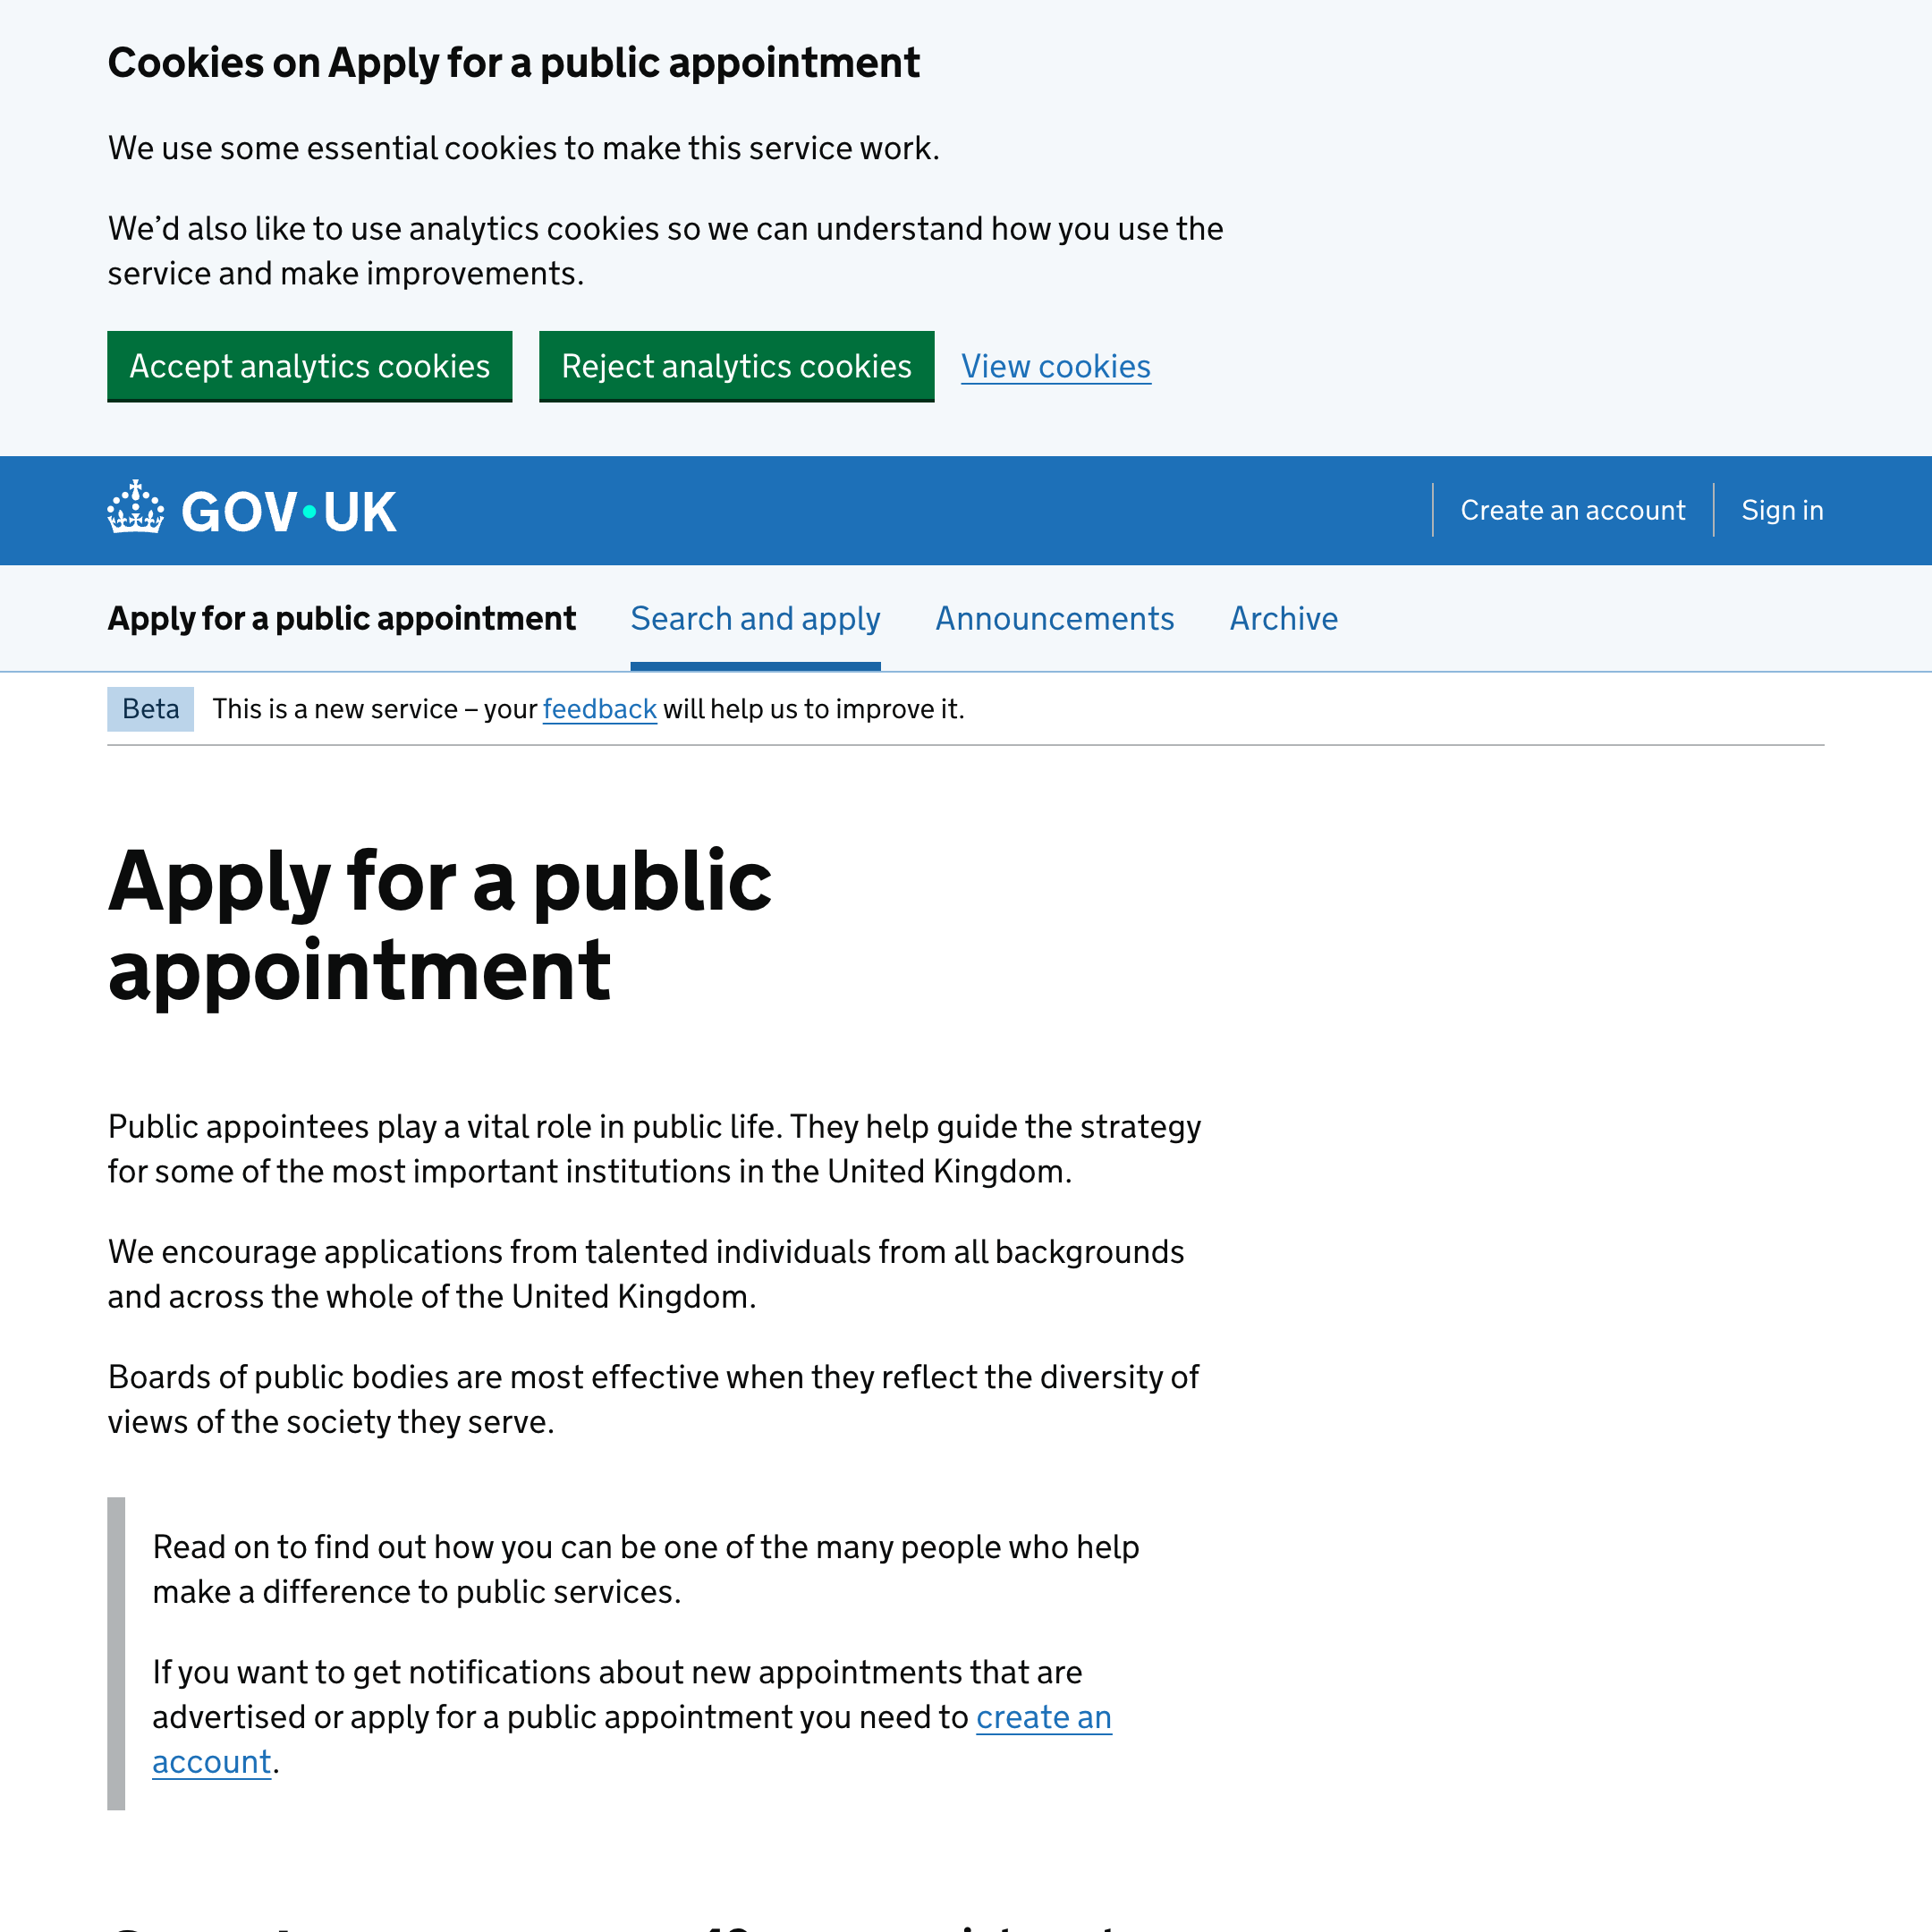 Cookies on Apply for a public appointment
We use some essential cookies to make this service work.
We’d also like to use analytics cookies so we can understand how you use the
service and make improvements.
Accept analytics cookies
Reject analytics cookies
View cookies
GOV·UK
Create an account
Sign in
Apply for a public appointment
Search and apply
Announcements
Archive
Beta
This is a new service – your feedback will help us to improve it.
Apply for a public
appointment
Public appointees play a vital role in public life. They help guide the strategy
for some of the most important institutions in the United Kingdom.
We encourage applications from talented individuals from all backgrounds
and across the whole of the United Kingdom.
Boards of public bodies are most effective when they reflect the diversity of
views of the society they serve.
Read on to find out how you can be one of the many people who help
make a difference to public services.
If you want to get notifications about new appointments that are
advertised or apply for a public appointment you need to create an
account.